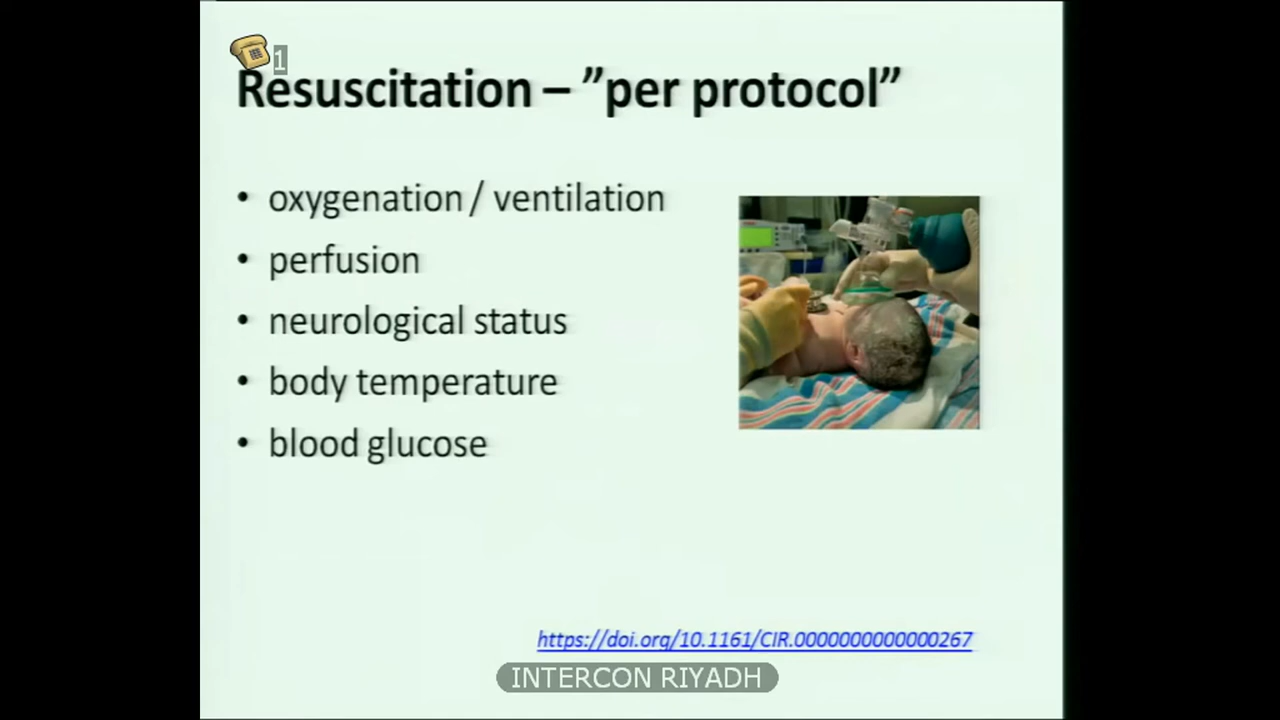 1
Resuscitation – ”per protocol”
• oxygenation / ventilation
• perfusion
• neurological status
• body temperature
• blood glucose
https://doi.org/10.1161/CIR.0000000000000267
INTERCON RIYADH